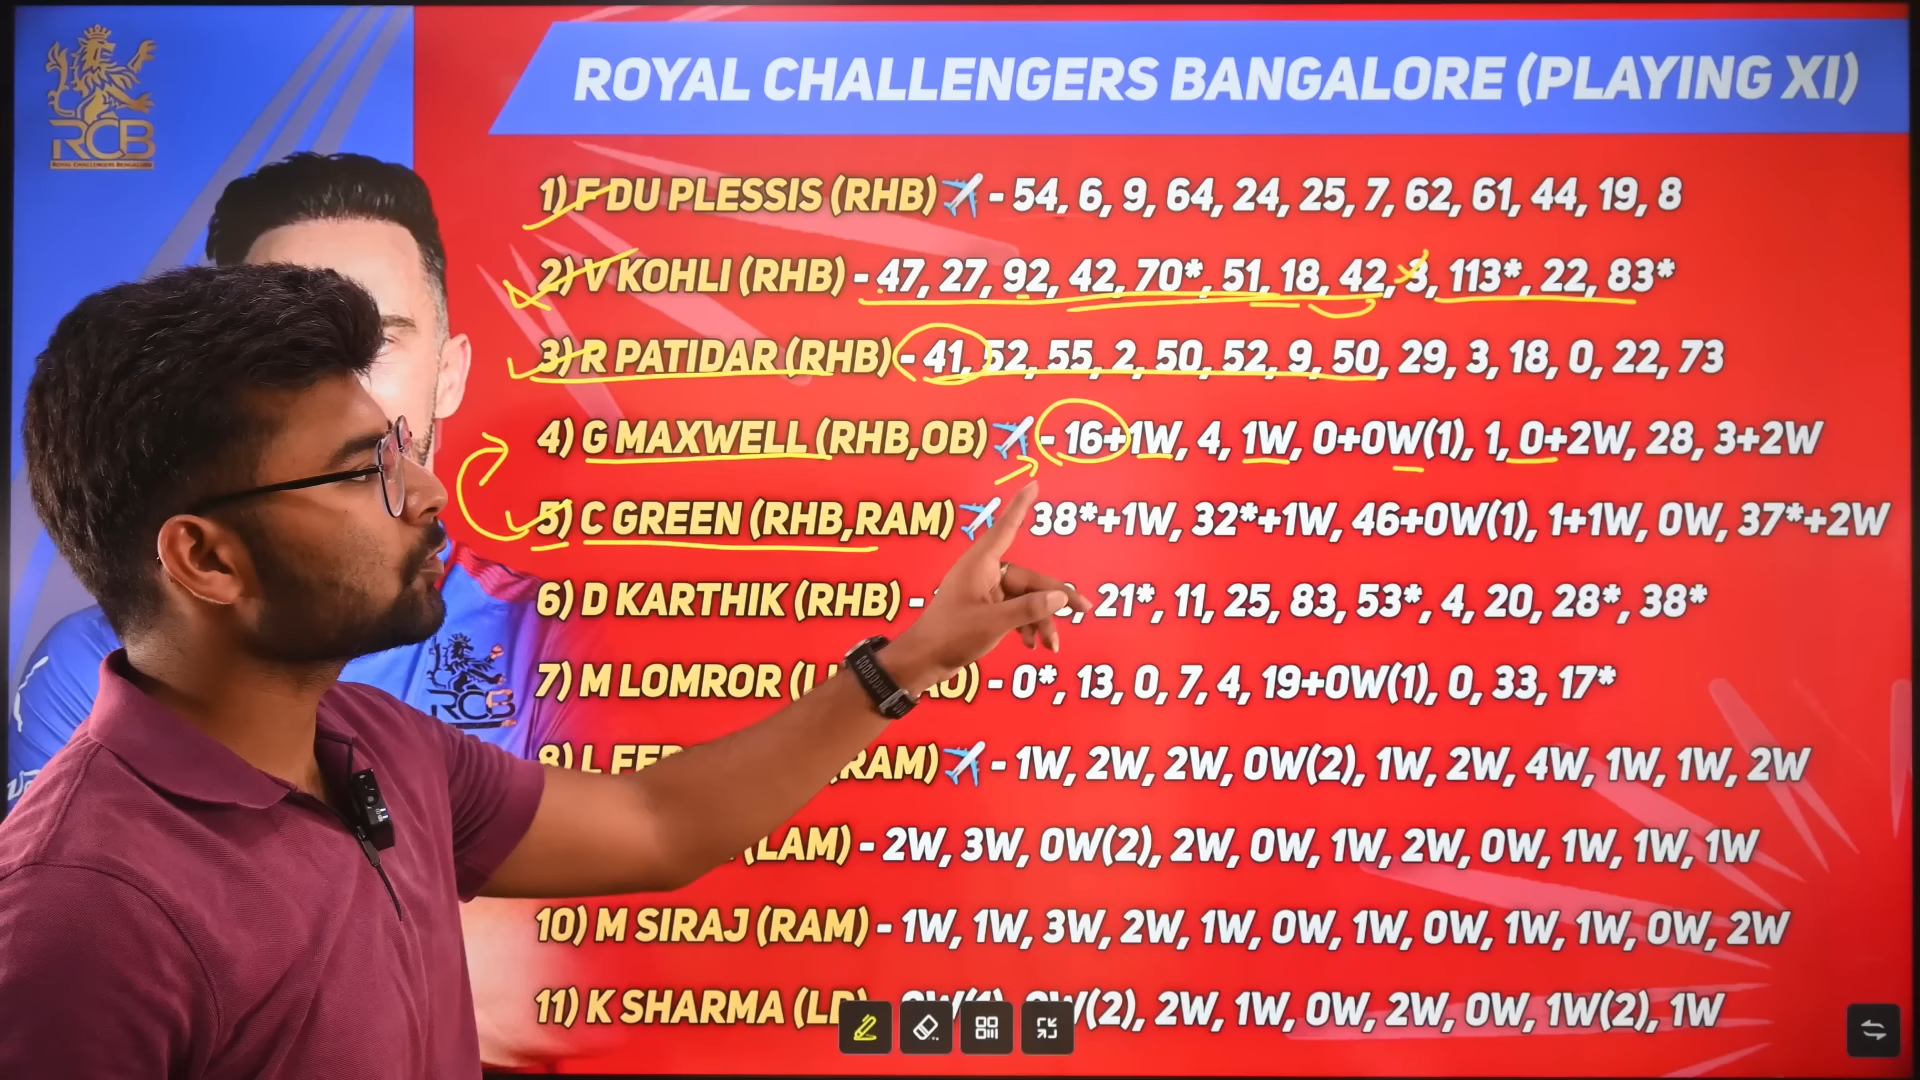 RCB
ROYAL CHALLENGERS BANGALORE
ROYAL CHALLENGERS BANGALORE (PLAYING XI)
1) F DU PLESSIS (RHB) - 54, 6, 9, 64, 24, 25, 7, 62, 61, 44, 19, 8
2) V KOHLI (RHB) - 47, 27, 92, 42, 70*, 51, 18, 42, 3, 113*, 22, 83*
3) R PATIDAR (RHB) - 41, 52, 55, 2, 50, 52, 9, 50, 29, 3, 18, 0, 22, 73
4) G MAXWELL (RHB,OB) - 16+1W, 4, 1W, 0+0W(1), 1, 0+2W, 28, 3+2W
5) C GREEN (RHB,RAM) 38*+1W, 32*+1W, 46+0W(1), 1+1W, 0W, 37*+2W
6) D KARTHIK (RHB) - 21*, 11, 25, 83, 53*, 4, 20, 28*, 38*
7) M LOMROR - 0*, 13, 0, 7, 4, 19+0W(1), 0, 33, 17*
RCB
8) L (RAM) - 1W, 2W, 2W, 0W(2), 1W, 2W, 4W, 1W, 1W, 2W
(LAM) - 2W, 3W, 0W(2), 2W, 0W, 1W, 2W, 0W, 1W, 1W, 1W
10) M SIRAJ (RAM) - 1W, 1W, 3W, 2W, 1W, 0W, 1W, 0W, 1W, 1W, 0W, 2W
11) K SHARMA 2W, 1W, 0W, 2W, 0W, 1W(2), 1W